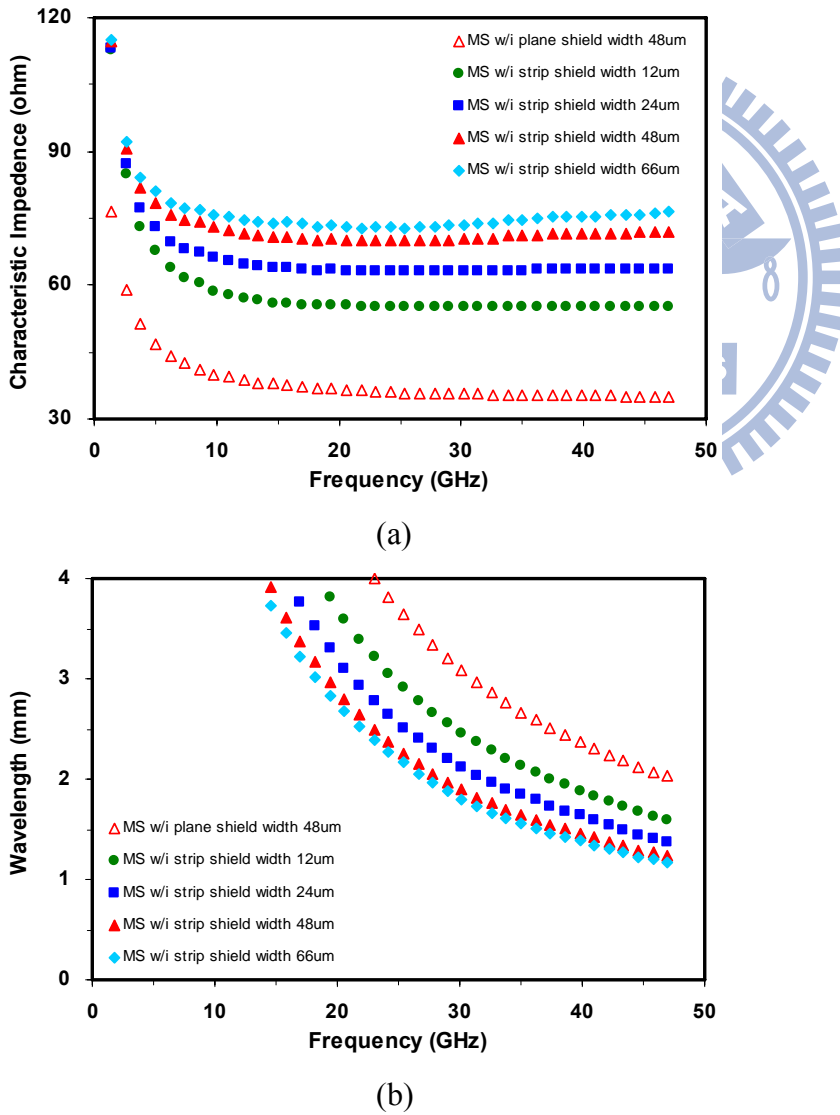 120
90
60
30
0
10
20
30
40
50
Characteristic Impedence (ohm)
Frequency (GHz)
MS w/i plane shield width 48um
MS w/i strip shield width 12um
MS w/i strip shield width 24um
MS w/i strip shield width 48um
MS w/i strip shield width 66um
(a)
4
3
2
1
0
0
10
20
30
40
50
Wavelength (mm)
Frequency (GHz)
MS w/i plane shield width 48um
MS w/i strip shield width 12um
MS w/i strip shield width 24um
MS w/i strip shield width 48um
MS w/i strip shield width 66um
(b)